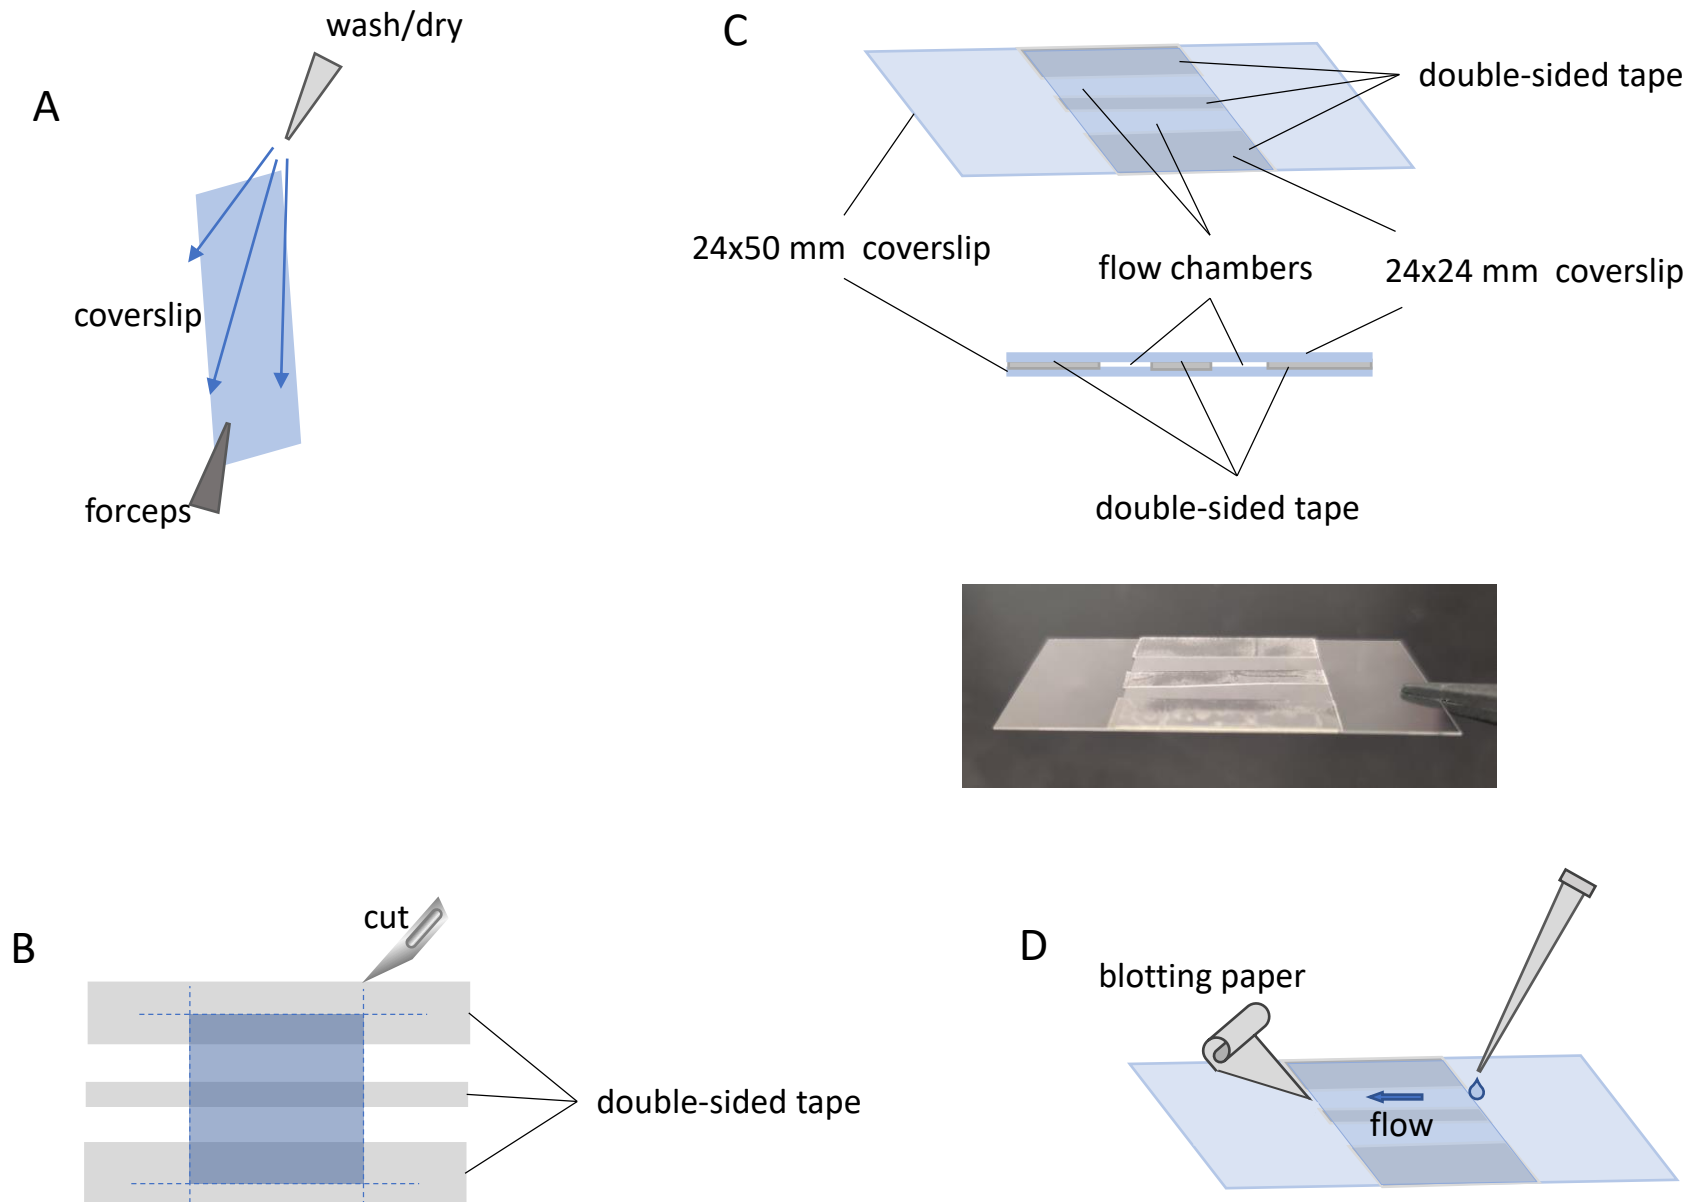 A
wash/dry
coverslip
forceps
C
double-sided tape
24x50 mm  coverslip
flow chambers
24x24 mm  coverslip
double-sided tape
B
cut
double-sided tape
D
blotting paper
flow